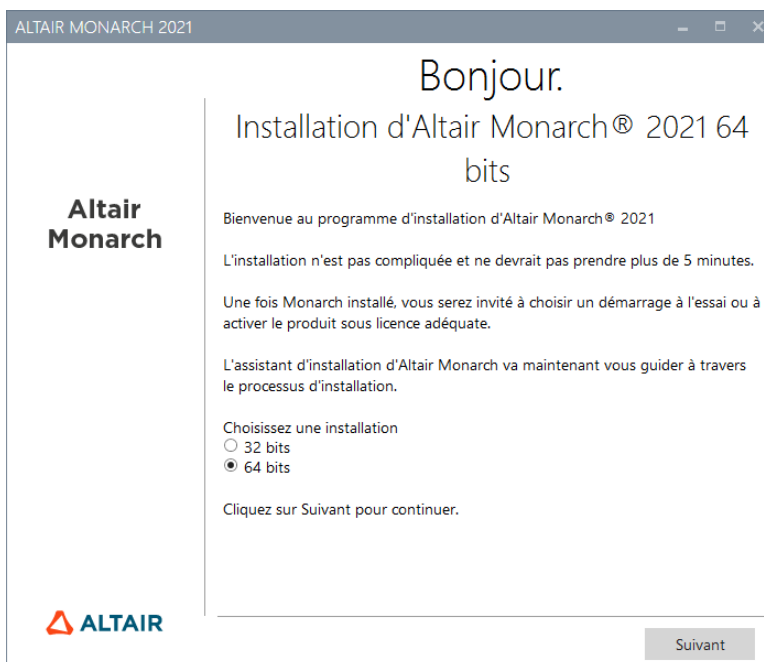 ALTAIR MONARCH 2021
Bonjour.
Installation d'Altair Monarch® 2021 64
bits
Altair
Monarch
Bienvenue au programme d'installation d'Altair Monarch® 2021
L'installation n'est pas compliquée et ne devrait pas prendre plus de 5 minutes.
Une fois Monarch installé, vous serez invité à choisir un démarrage à l'essai ou à
activer le produit sous licence adéquate.
L'assistant d'installation d'Altair Monarch va maintenant vous guider à travers
le processus d'installation.
Choisissez une installation
32 bits
64 bits
Cliquez sur Suivant pour continuer.
ALTAIR
Suivant